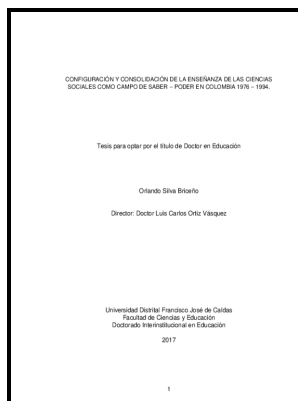 CONFIGURACIÓN Y CONSOLIDACIÓN DE LA ENSEÑANZA DE LAS CIENCIAS
SOCIALES COMO CAMPO DE SABER – PODER EN COLOMBIA 1976 – 1994.
Tesis para optar por el título de Doctor en Educación
Orlando Silva Briceño
Director: Doctor Luis Carlos Ortiz Vásquez
Universidad Distrital Francisco José de Caldas
Facultad de Ciencias y Educación
Doctorado Interinstitucional en Educación
2017
1